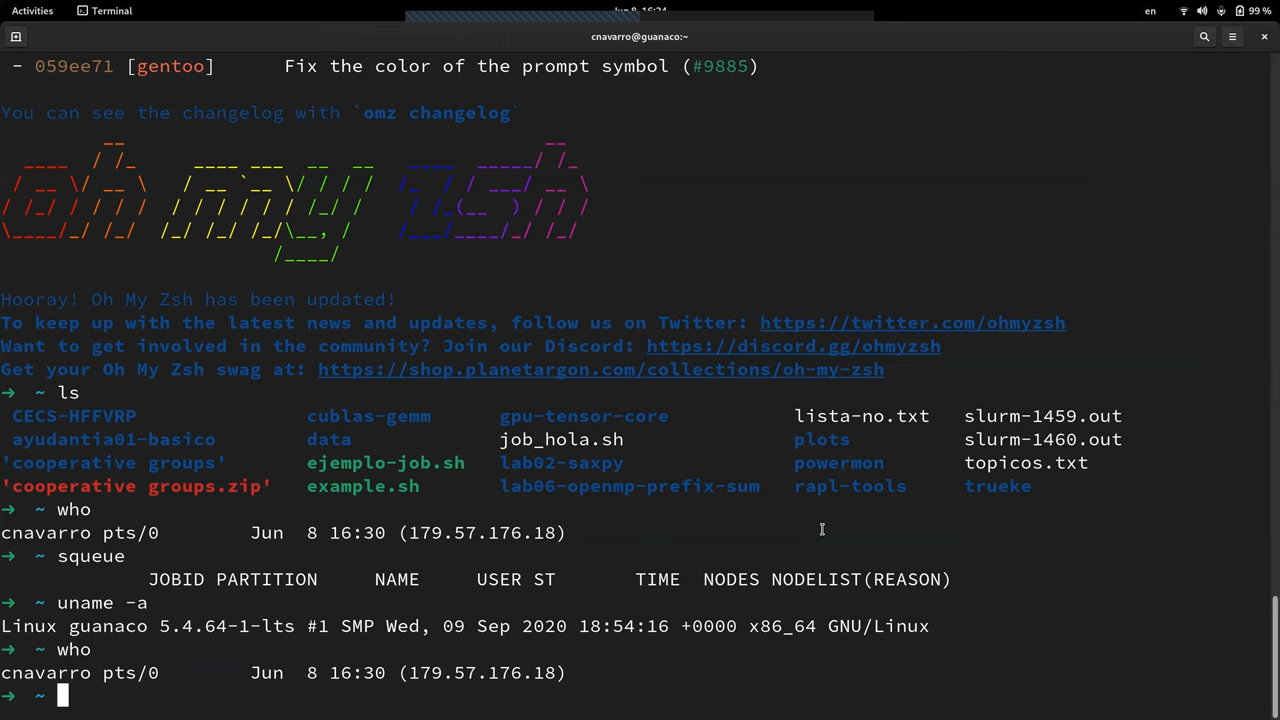 Activities Terminal en 99 %
cnavarro@guanaco:~
- 059ee71 [gentoo] Fix the color of the prompt symbol (#9885)
You can see the changelog with `omz changelog`
oh my zsh
Hooray! Oh My Zsh has been updated!
To keep up with the latest news and updates, follow us on Twitter: https://twitter.com/ohmyzsh
Want to get involved in the community? Join our Discord: https://discord.gg/ohmyzsh
Get your Oh My Zsh swag at: https://shop.planetargon.com/collections/oh-my-zsh
➜ ~ ls
CECS-HFFVRP cublas-gemm gpu-tensor-core lista-no.txt slurm-1459.out
ayudantia01-basico data job_hola.sh plots slurm-1460.out
'cooperative groups' ejemplo-job.sh lab02-saxpy powermon topicos.txt
'cooperative groups.zip' example.sh lab06-openmp-prefix-sum rapl-tools trueke
➜ ~ who
cnavarro pts/0 Jun 8 16:30 (179.57.176.18)
➜ ~ squeue
JOBID PARTITION NAME USER ST TIME NODES NODELIST(REASON)
➜ ~ uname -a
Linux guanaco 5.4.64-1-lts #1 SMP Wed, 09 Sep 2020 18:54:16 +0000 x86_64 GNU/Linux
➜ ~ who
cnavarro pts/0 Jun 8 16:30 (179.57.176.18)
➜ ~